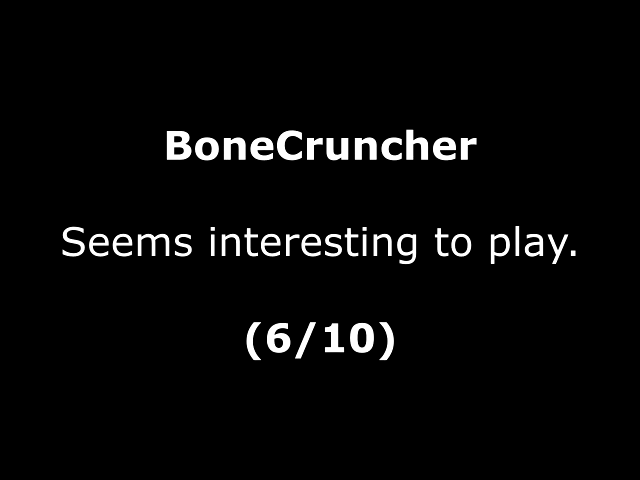 BoneCruncher
Seems interesting to play.
(6/10)